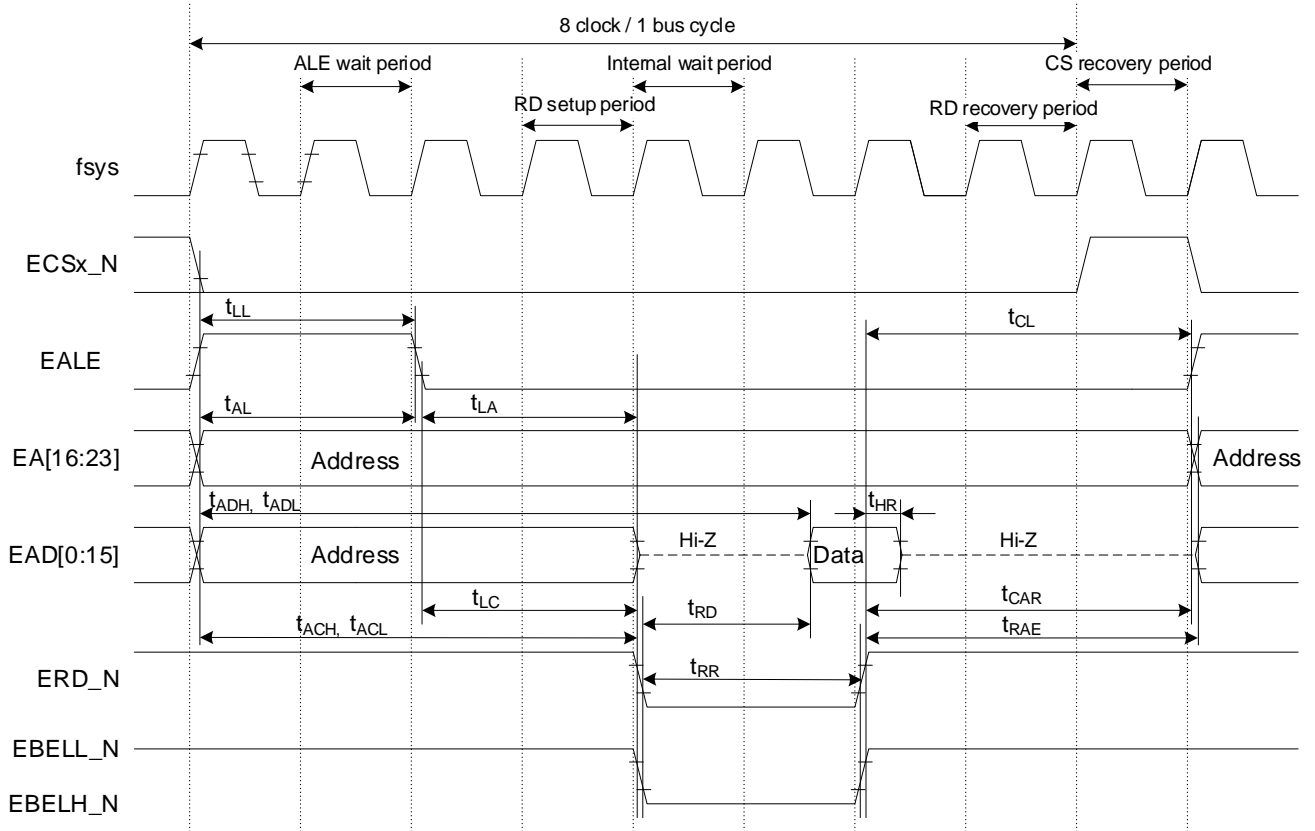 8 clock / 1 bus cycle
ALE wait period
Internal wait period
CS recovery period
RD setup period
RD recovery period
fsys
ECSx_N
tLL
tCL
EALE
tAL
tLA
EA[16:23]
Address
Address
tADH, tADL
tHR
EAD[0:15]
Address
Hi-Z
Data
Hi-Z
tLC
tRD
tCAR
tACH, tACL
tRAE
ERD_N
tRR
EBELL_N
EBELH_N